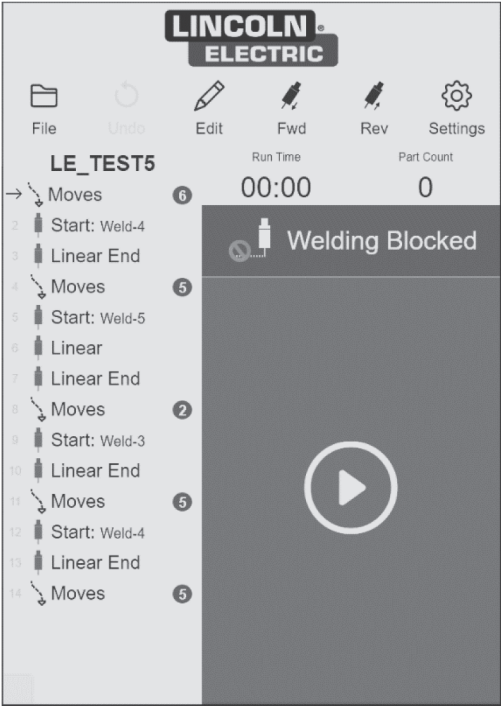 LINCOLN
ELECTRIC
File
Undo
Edit
Fwd
Rev
Settings
LE_TEST5
Run Time
Part Count
00:00
0
Moves 6
2 Start: Weld-4
3 Linear End
4 Moves 5
5 Start: Weld-5
6 Linear
7 Linear End
8 Moves 2
9 Start: Weld-3
10 Linear End
11 Moves 5
12 Start: Weld-4
13 Linear End
14 Moves 5
Welding Blocked